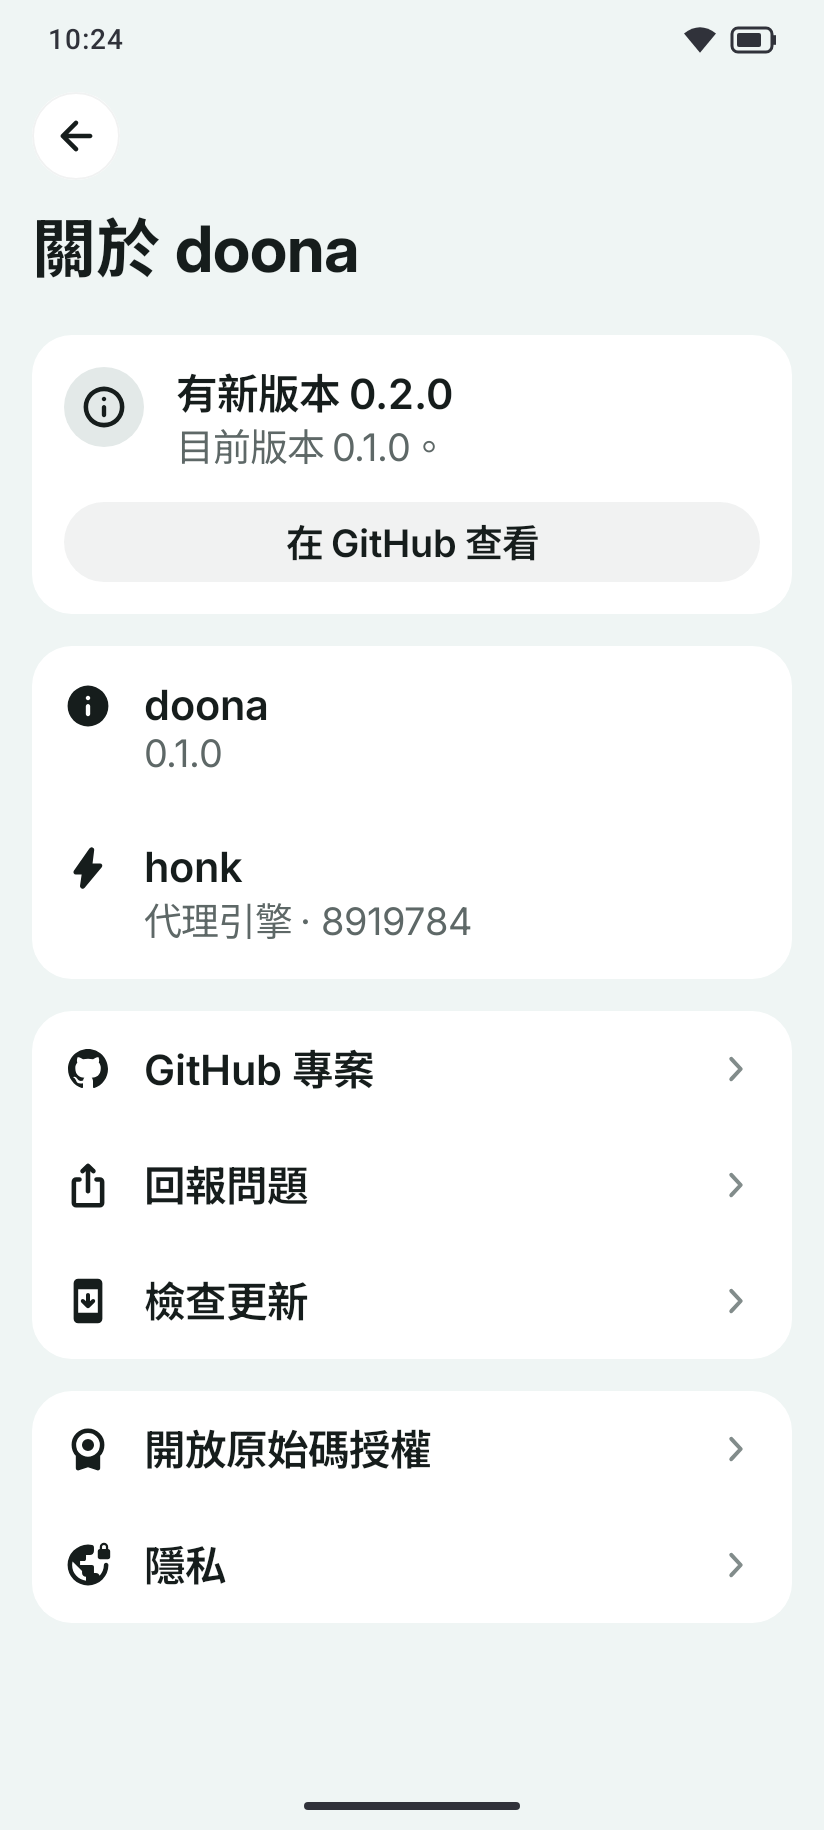 10:24
關於 doona
有新版本 0.2.0
目前版本 0.1.0。
在 GitHub 查看
doona
0.1.0
honk
代理引擎 · 8919784
GitHub 專案
回報問題
檢查更新
開放原始碼授權
隱私